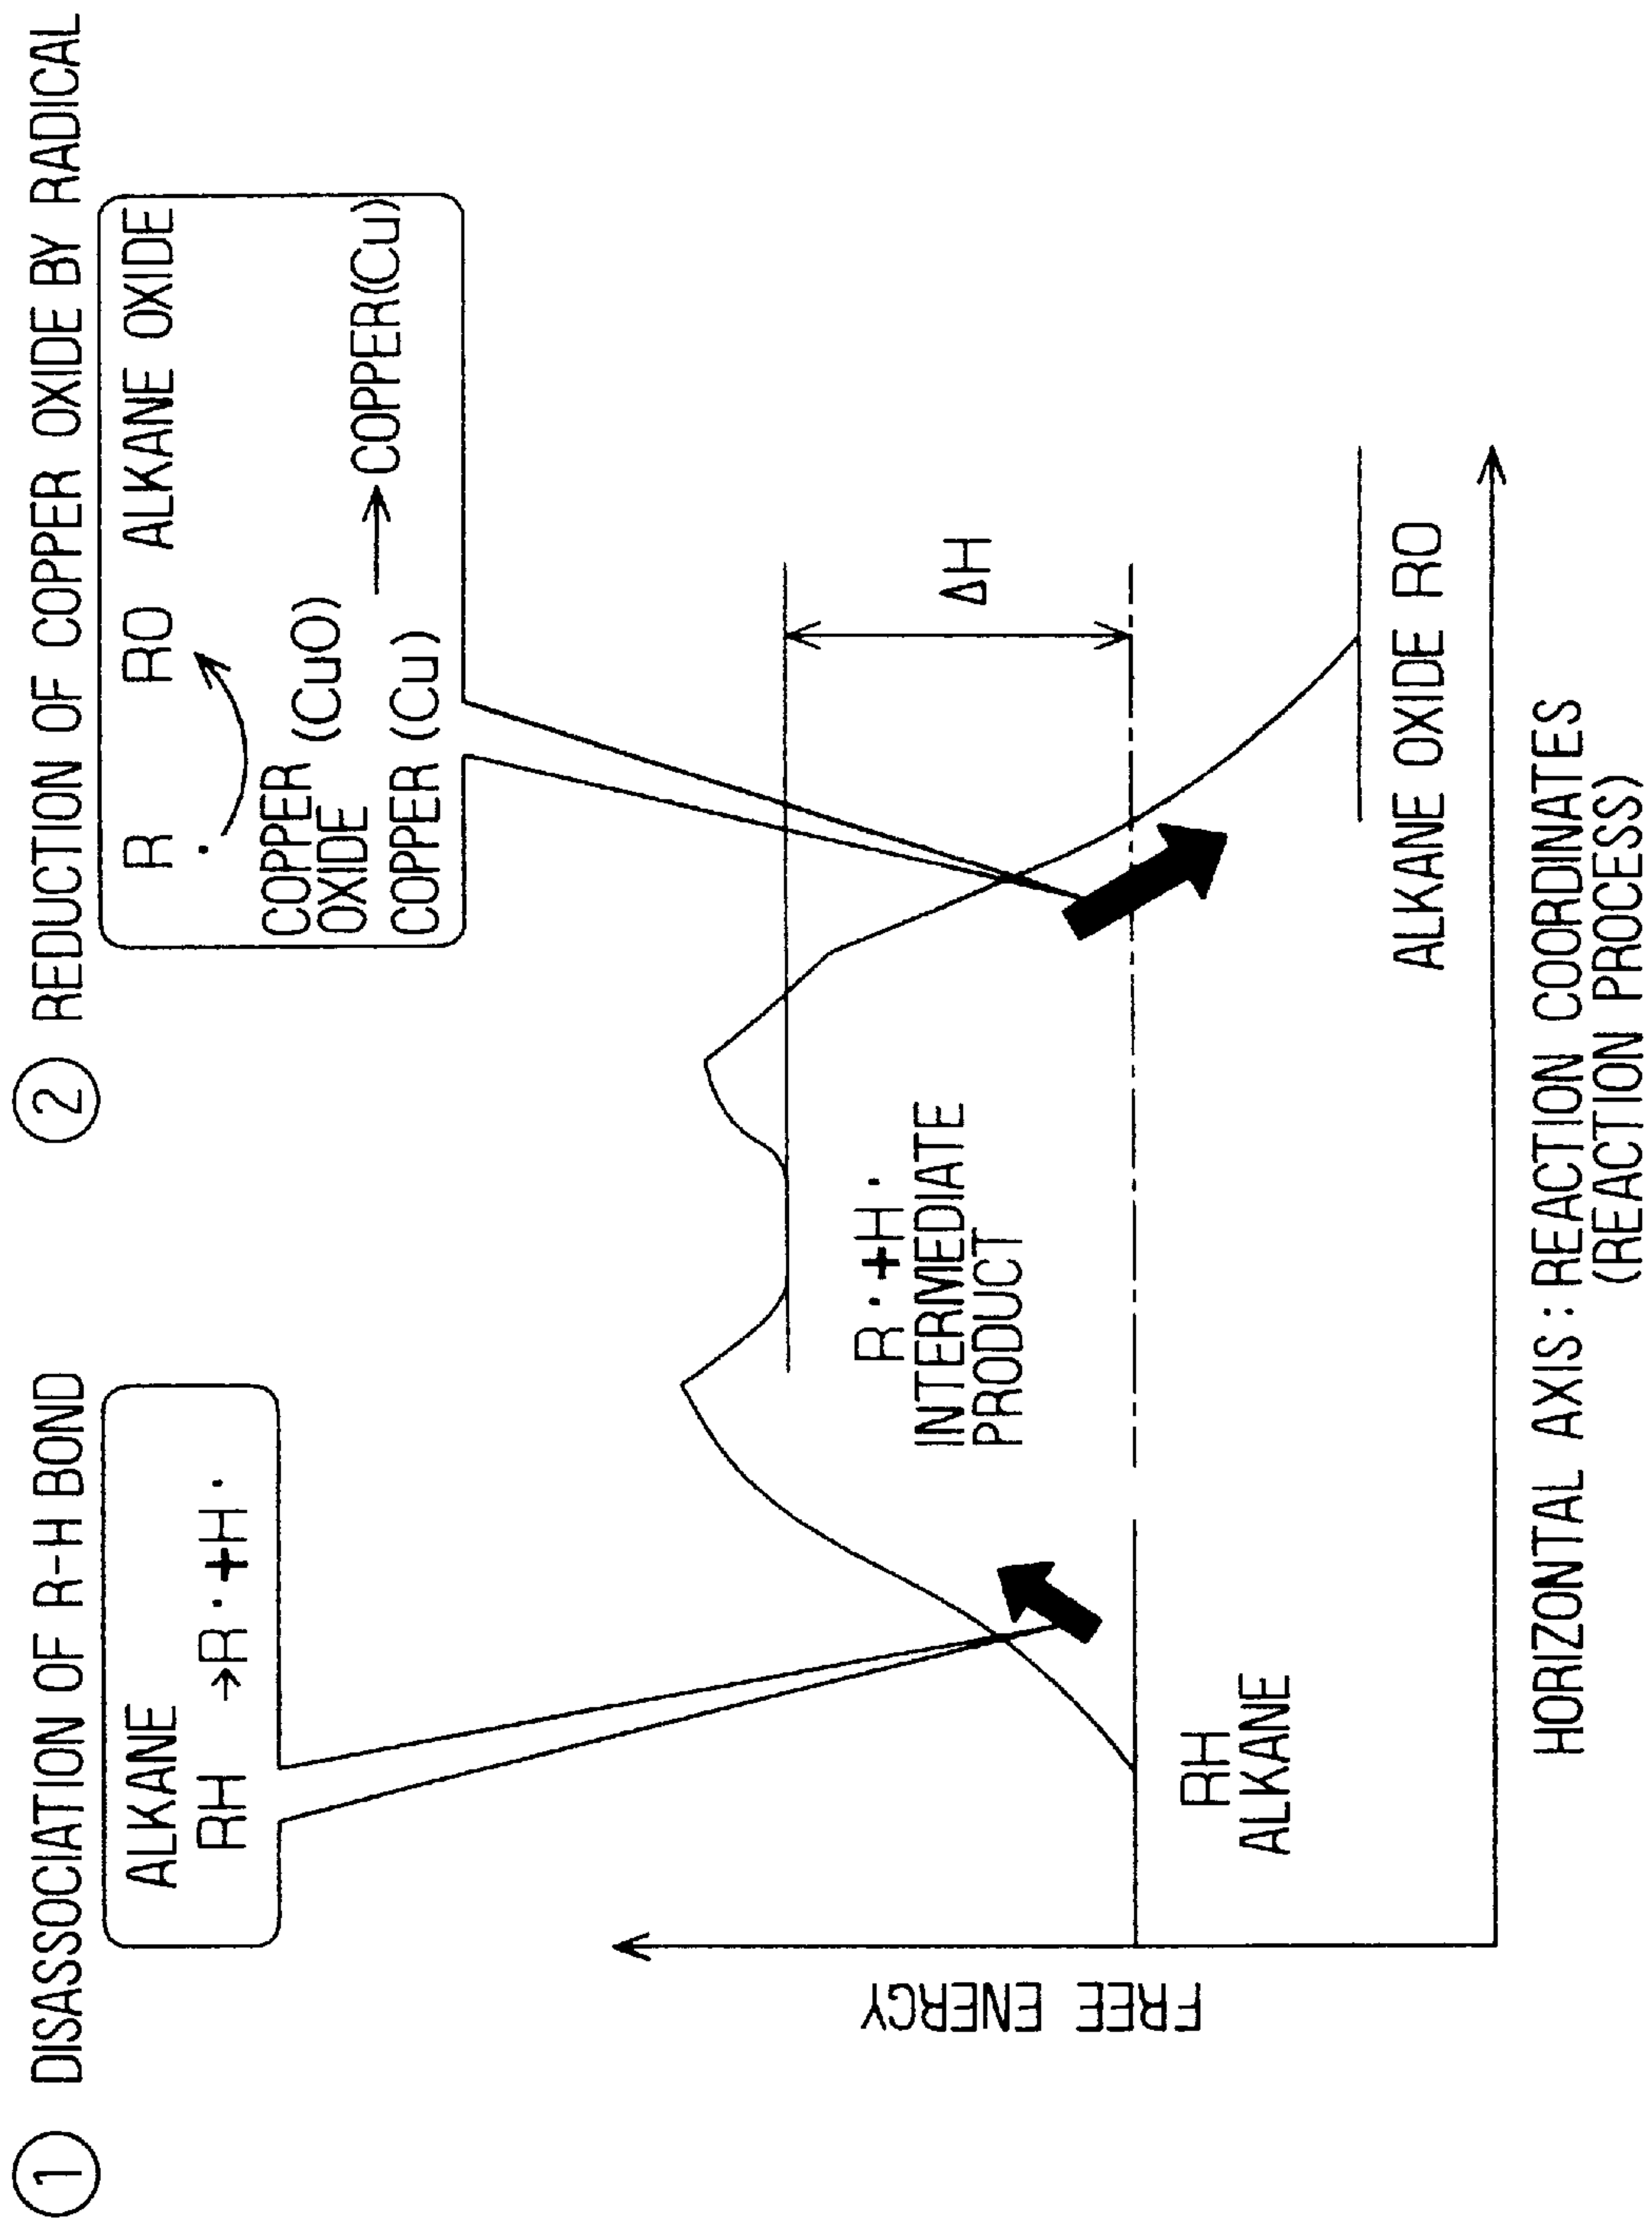 ① DISASSOCIATION OF R-H BOND
ALKANE
RH →R·+H·
② REDUCTION OF COPPER OXIDE BY RADICAL
R· RO ALKANE OXIDE
COPPER (CuO)
OXIDE
COPPER (Cu) → COPPER(Cu)
FREE ENERGY
RH
ALKANE
R·+H·
INTERMEDIATE
PRODUCT
ΔH
ALKANE OXIDE RO
HORIZONTAL AXIS : REACTION COORDINATES
(REACTION PROCESS)